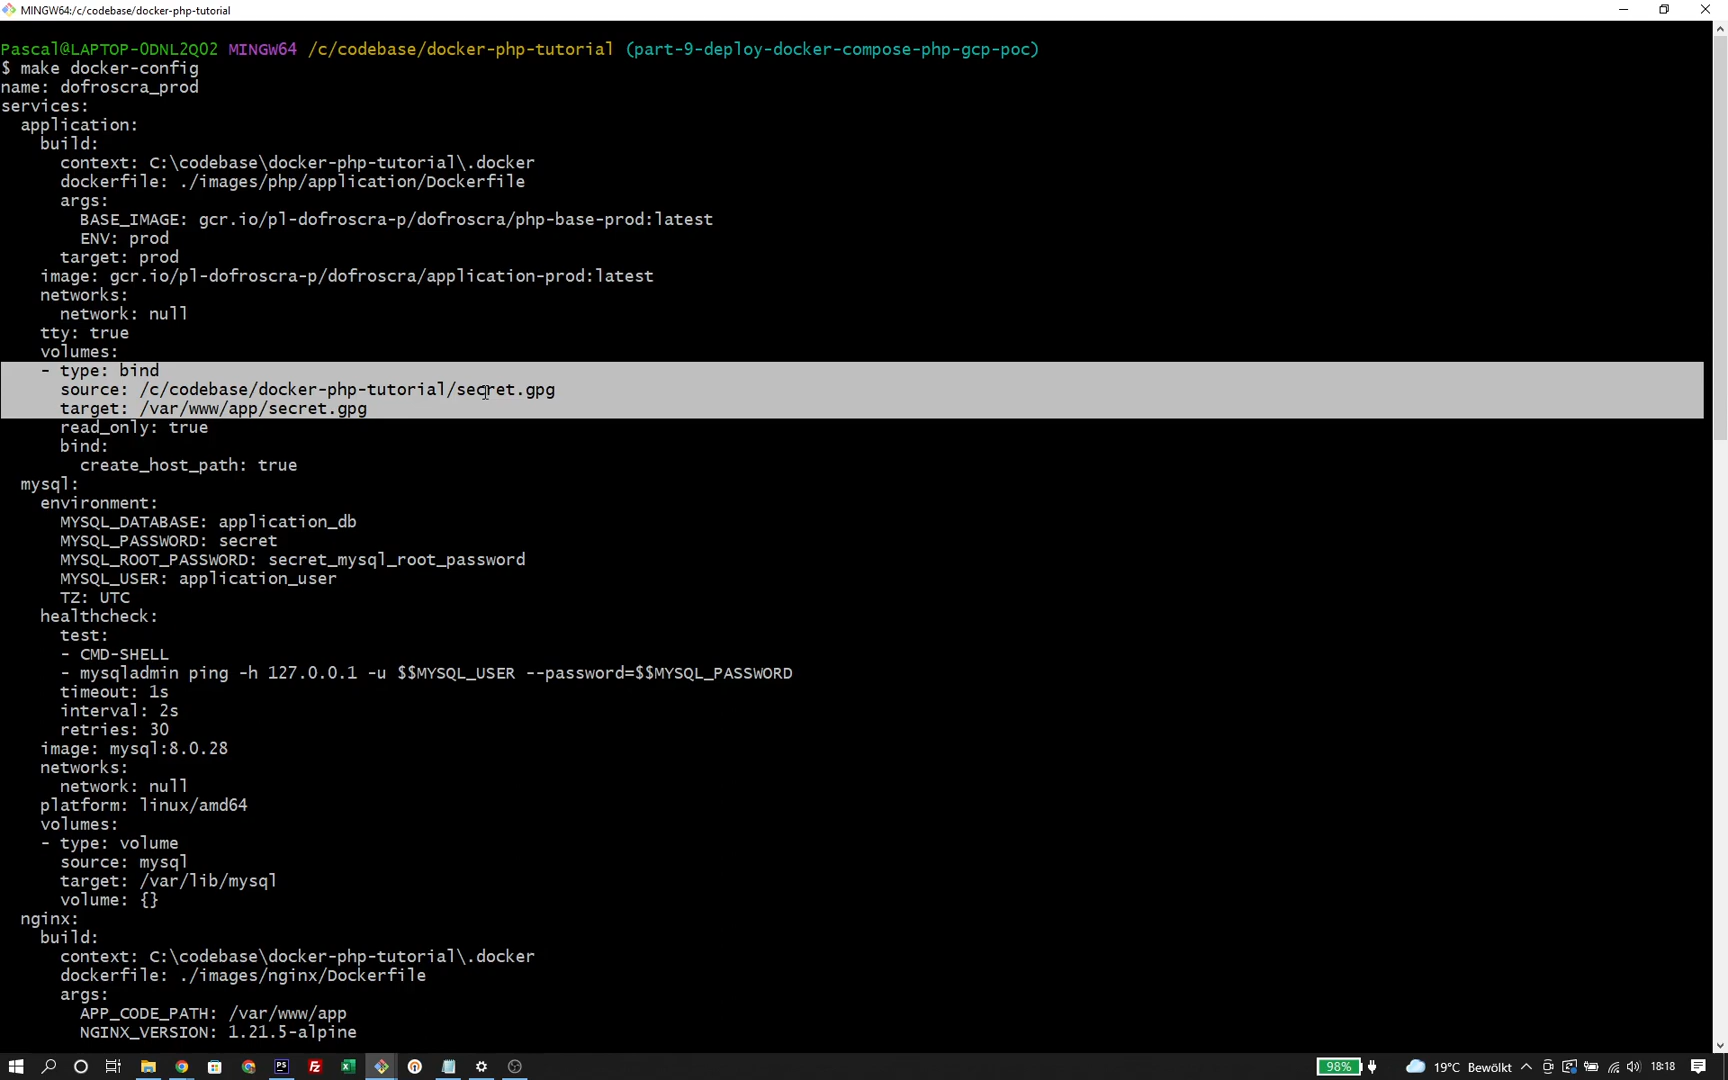 MINGW64:/c/codebase/docker-php-tutorial
Pascal@LAPTOP-0DNL2Q02 MINGW64 /c/codebase/docker-php-tutorial (part-9-deploy-docker-compose-php-gcp-poc)
$ make docker-config
name: dofroscra_prod
services:
  application:
    build:
      context: C:\codebase\docker-php-tutorial\.docker
      dockerfile: ./images/php/application/Dockerfile
      args:
        BASE_IMAGE: gcr.io/pl-dofroscra-p/dofroscra/php-base-prod:latest
        ENV: prod
      target: prod
    image: gcr.io/pl-dofroscra-p/dofroscra/application-prod:latest
    networks:
      network: null
    tty: true
    volumes:
    - type: bind
      source: /c/codebase/docker-php-tutorial/secret.gpg
      target: /var/www/app/secret.gpg
      read_only: true
      bind:
        create_host_path: true
  mysql:
    environment:
      MYSQL_DATABASE: application_db
      MYSQL_PASSWORD: secret
      MYSQL_ROOT_PASSWORD: secret_mysql_root_password
      MYSQL_USER: application_user
      TZ: UTC
    healthcheck:
      test:
      - CMD-SHELL
      - mysqladmin ping -h 127.0.0.1 -u $$MYSQL_USER --password=$$MYSQL_PASSWORD
      timeout: 1s
      interval: 2s
      retries: 30
    image: mysql:8.0.28
    networks:
      network: null
    platform: linux/amd64
    volumes:
    - type: volume
      source: mysql
      target: /var/lib/mysql
      volume: {}
  nginx:
    build:
      context: C:\codebase\docker-php-tutorial\.docker
      dockerfile: ./images/nginx/Dockerfile
      args:
        APP_CODE_PATH: /var/www/app
        NGINX_VERSION: 1.21.5-alpine
98% 19°C Bewölkt 18:18